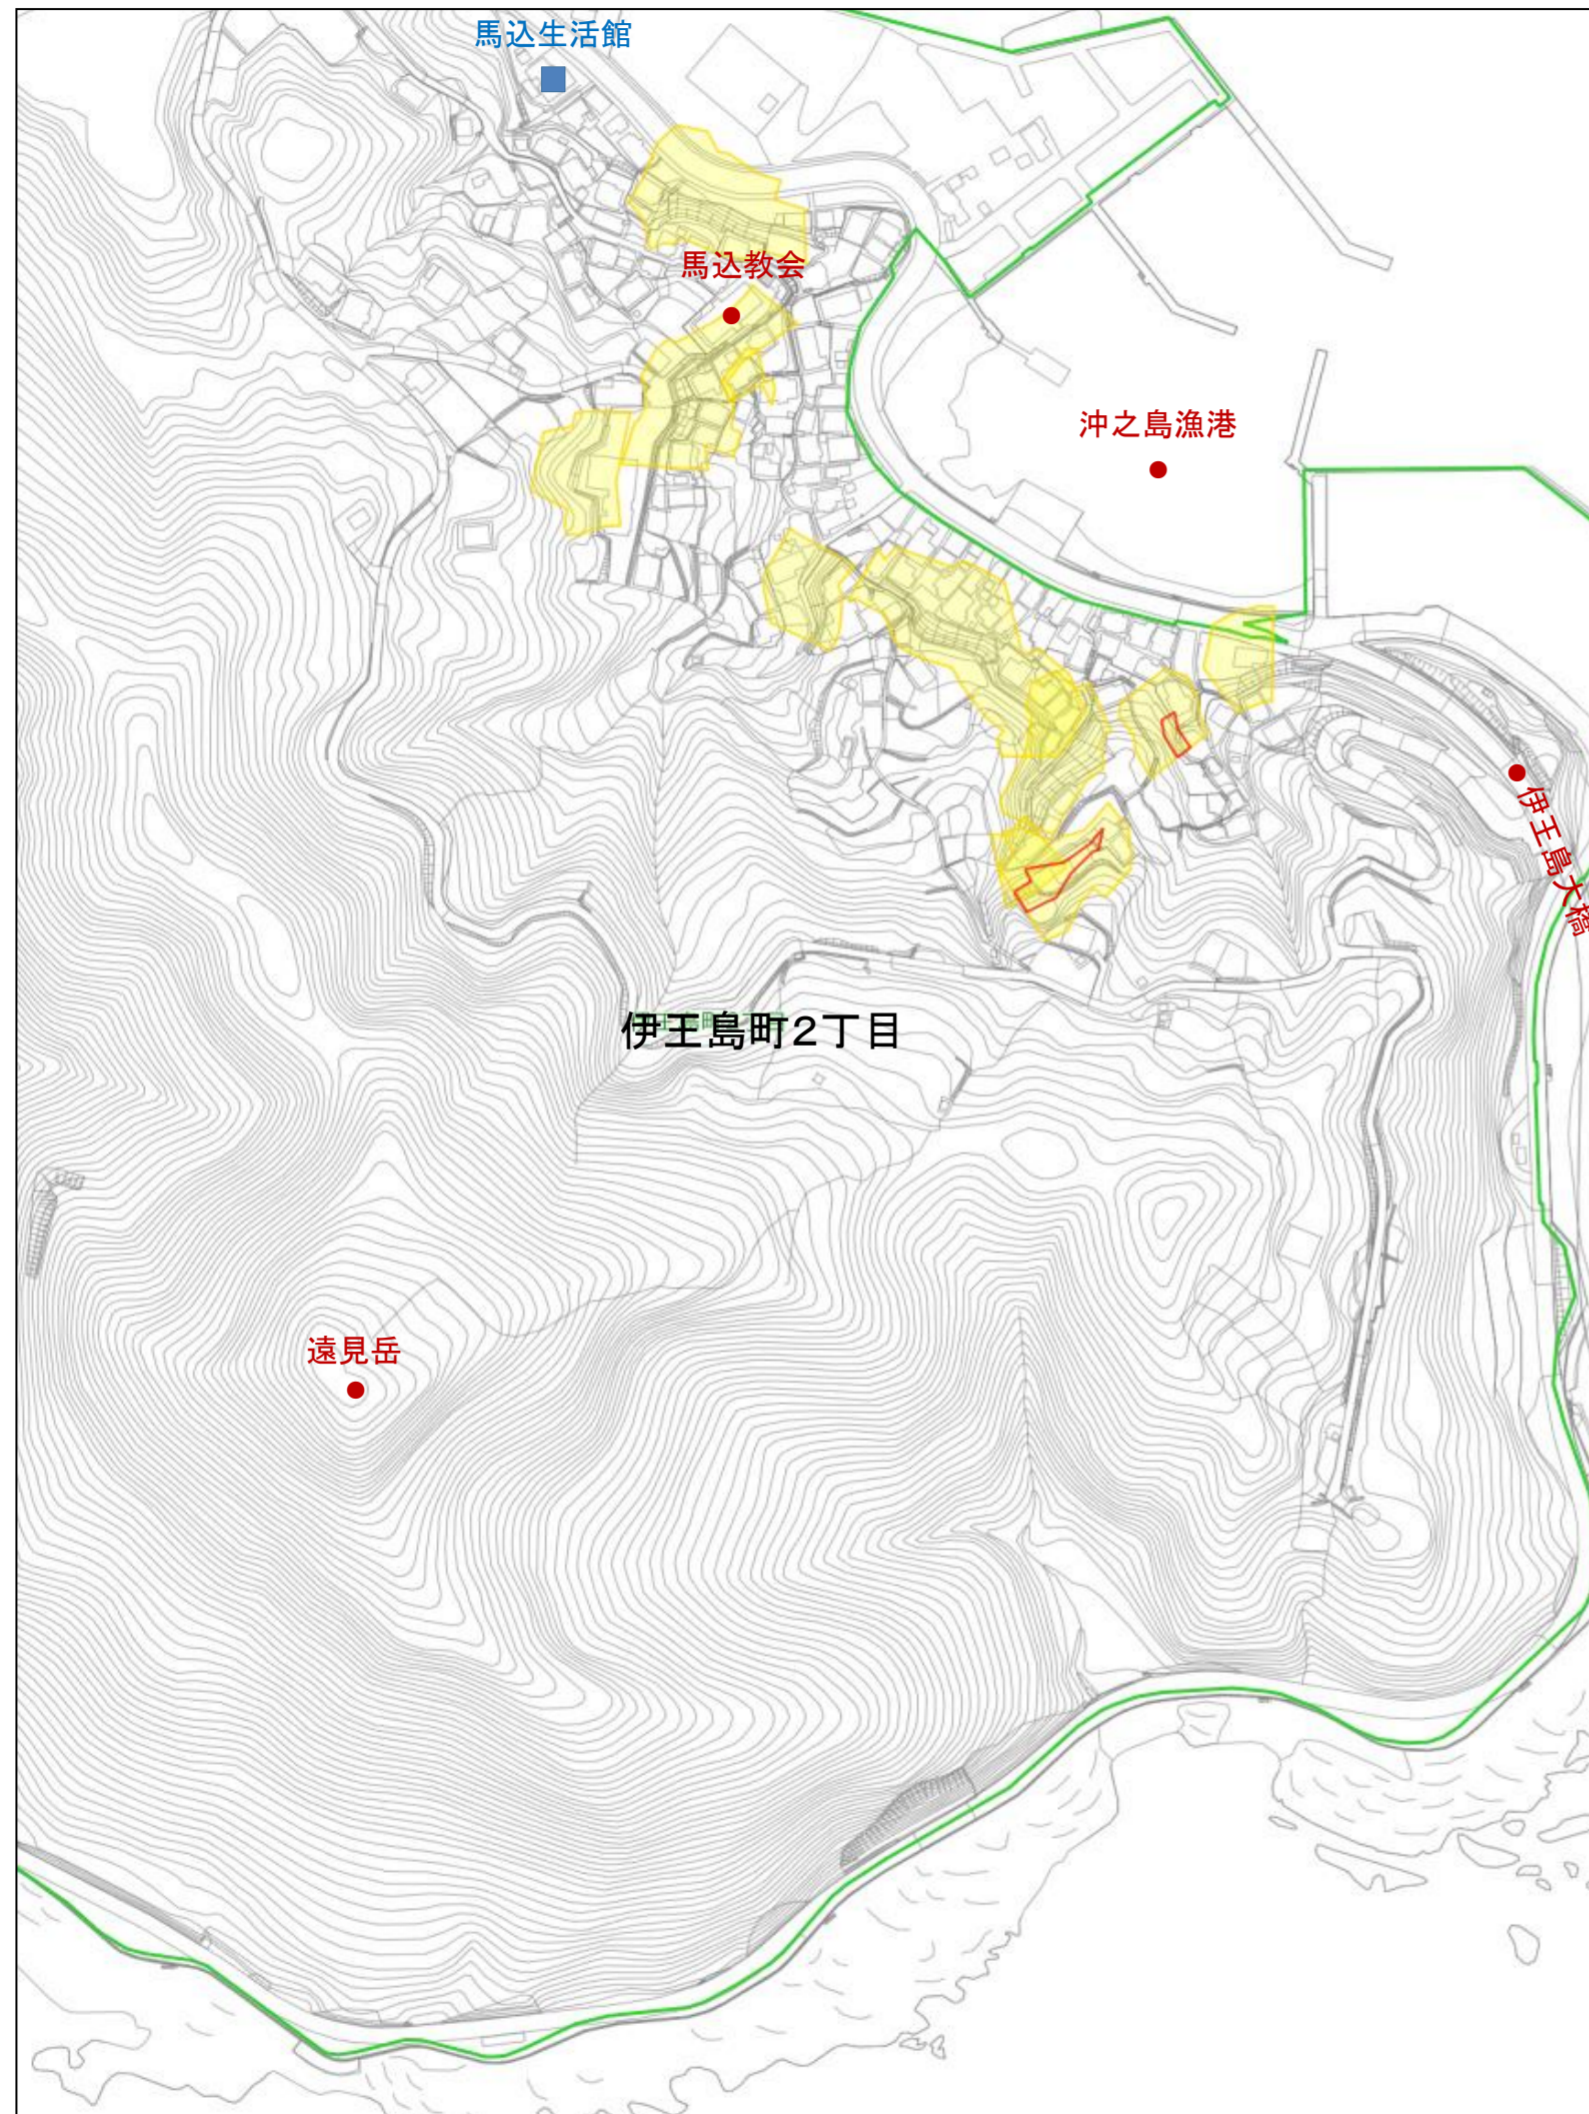 馬込生活館
馬込教会
沖之島漁港
伊王島大橋
伊王島町2丁目
遠見岳